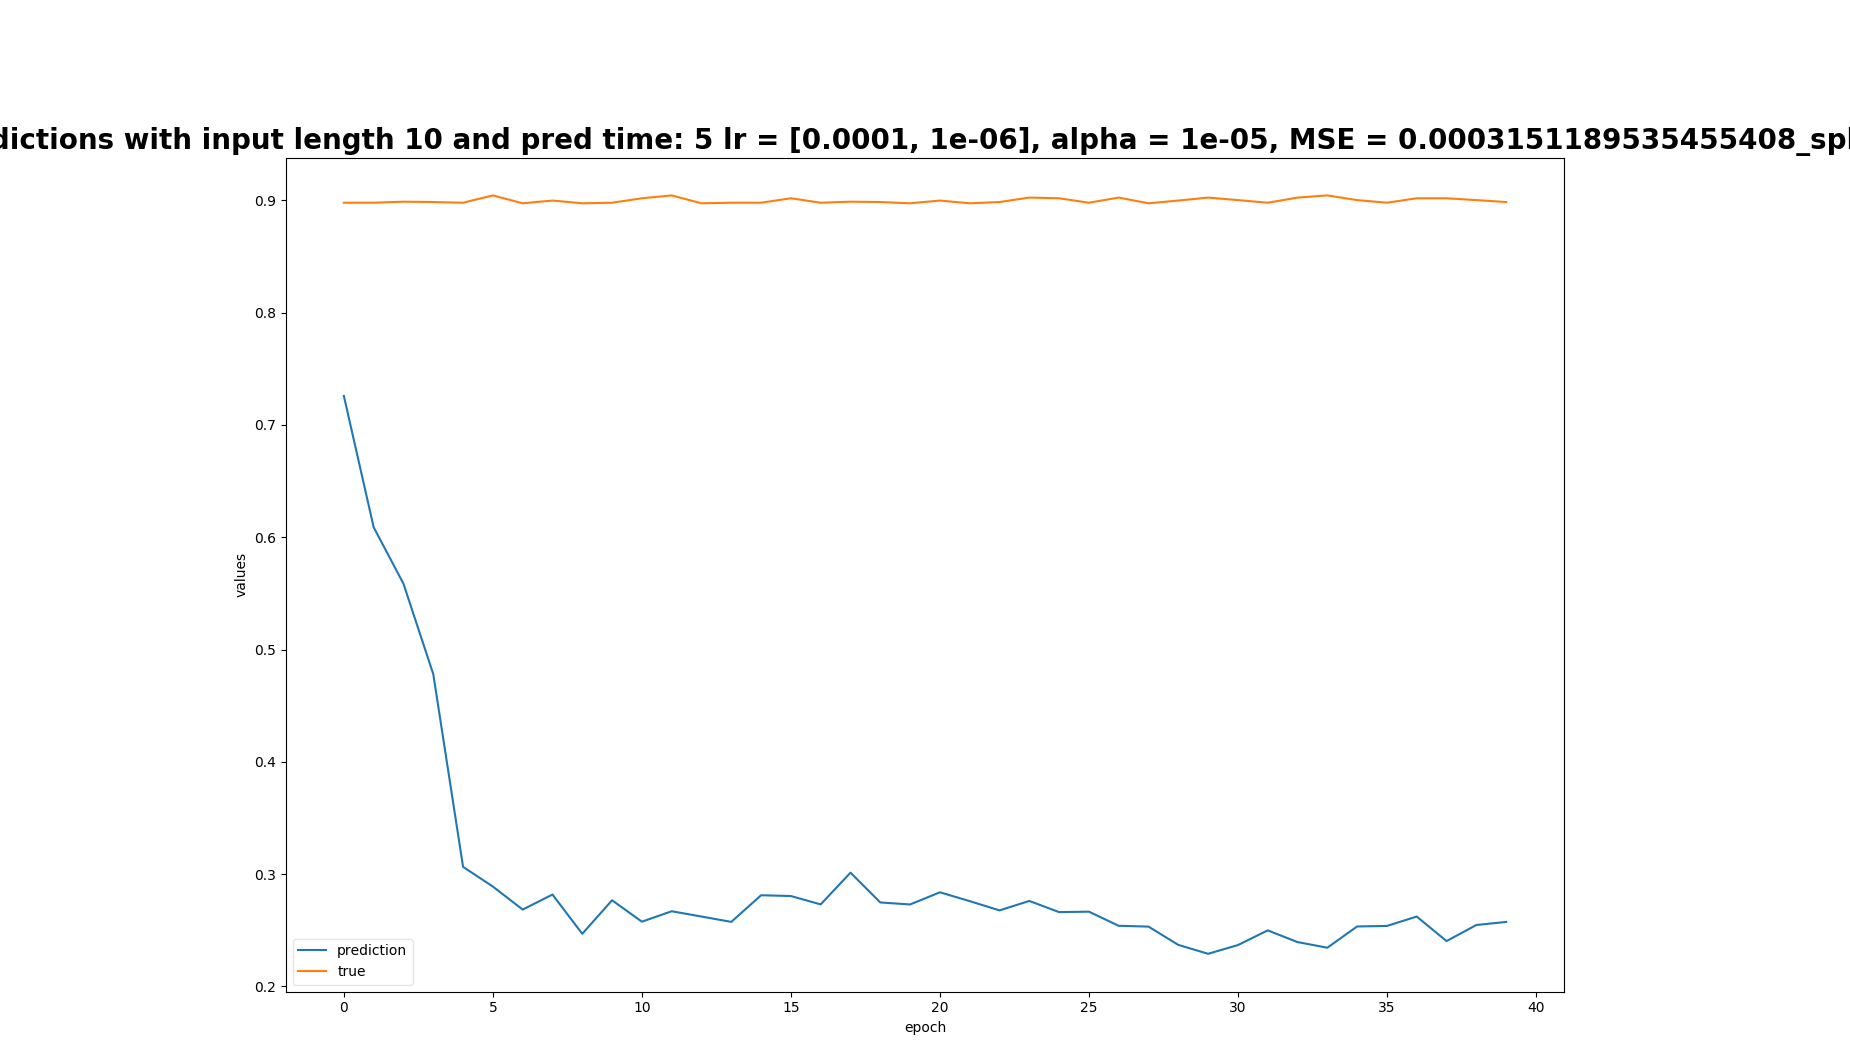 dictions with input length 10 and pred time: 5 lr = [0.0001, 1e-06], alpha = 1e-05, MSE = 0.0003151189535455408_spl
0.9
0.8
0.7
0.6
0.5
0.4
0.3
0.2
values
prediction
true
0 5 10 15 20 25 30 35 40
epoch